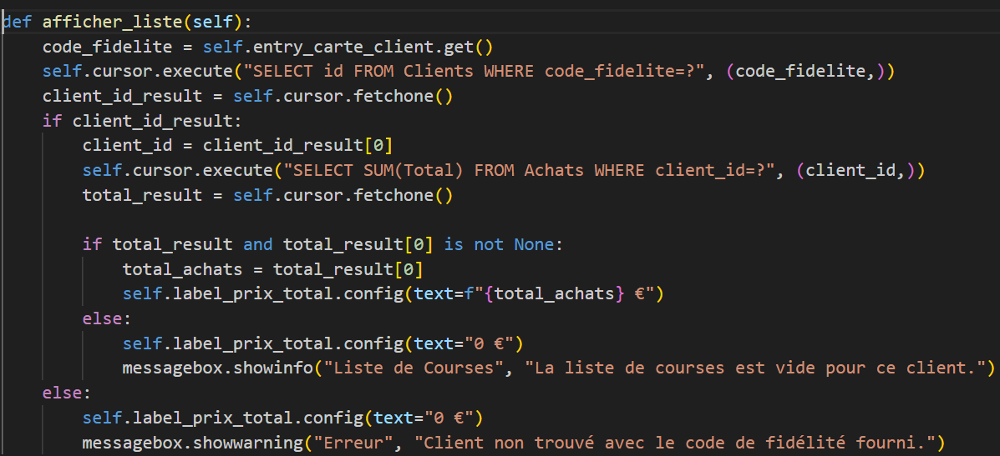 def afficher_liste(self):
    code_fidelite = self.entry_carte_client.get()
    self.cursor.execute("SELECT id FROM Clients WHERE code_fidelite=?", (code_fidelite,))
    client_id_result = self.cursor.fetchone()
    if client_id_result:
        client_id = client_id_result[0]
        self.cursor.execute("SELECT SUM(Total) FROM Achats WHERE client_id=?", (client_id,))
        total_result = self.cursor.fetchone()

        if total_result and total_result[0] is not None:
            total_achats = total_result[0]
            self.label_prix_total.config(text=f"{total_achats} €")
        else:
            self.label_prix_total.config(text="0 €")
            messagebox.showinfo("Liste de Courses", "La liste de courses est vide pour ce client.")
    else:
        self.label_prix_total.config(text="0 €")
        messagebox.showwarning("Erreur", "Client non trouvé avec le code de fidélité fourni.")